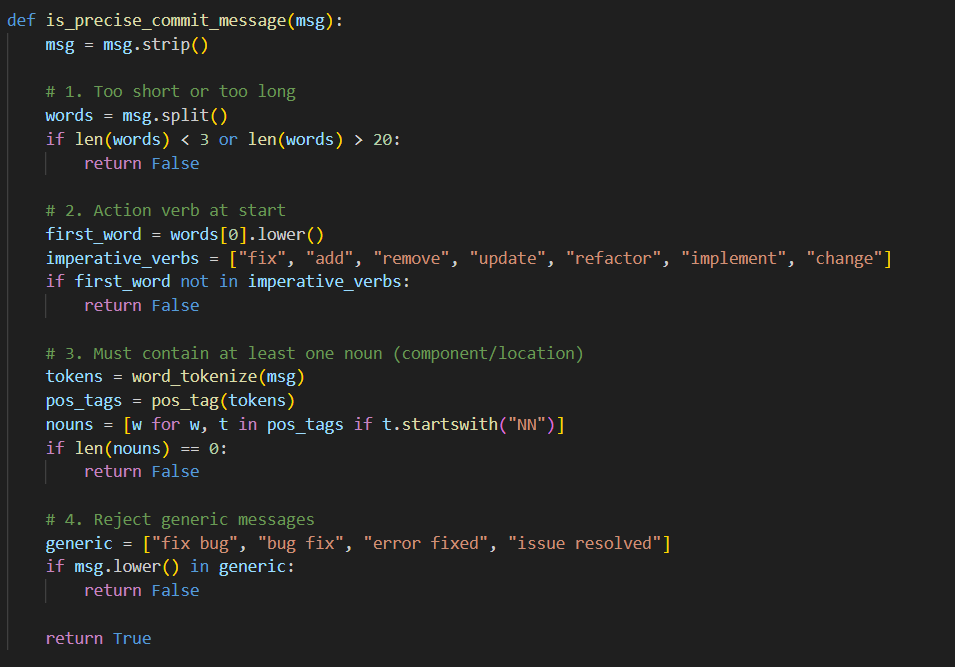 def is_precise_commit_message(msg):
    msg = msg.strip()

    # 1. Too short or too long
    words = msg.split()
    if len(words) < 3 or len(words) > 20:
        return False

    # 2. Action verb at start
    first_word = words[0].lower()
    imperative_verbs = ["fix", "add", "remove", "update", "refactor", "implement", "change"]
    if first_word not in imperative_verbs:
        return False

    # 3. Must contain at least one noun (component/location)
    tokens = word_tokenize(msg)
    pos_tags = pos_tag(tokens)
    nouns = [w for w, t in pos_tags if t.startswith("NN")]
    if len(nouns) == 0:
        return False

    # 4. Reject generic messages
    generic = ["fix bug", "bug fix", "error fixed", "issue resolved"]
    if msg.lower() in generic:
        return False

    return True